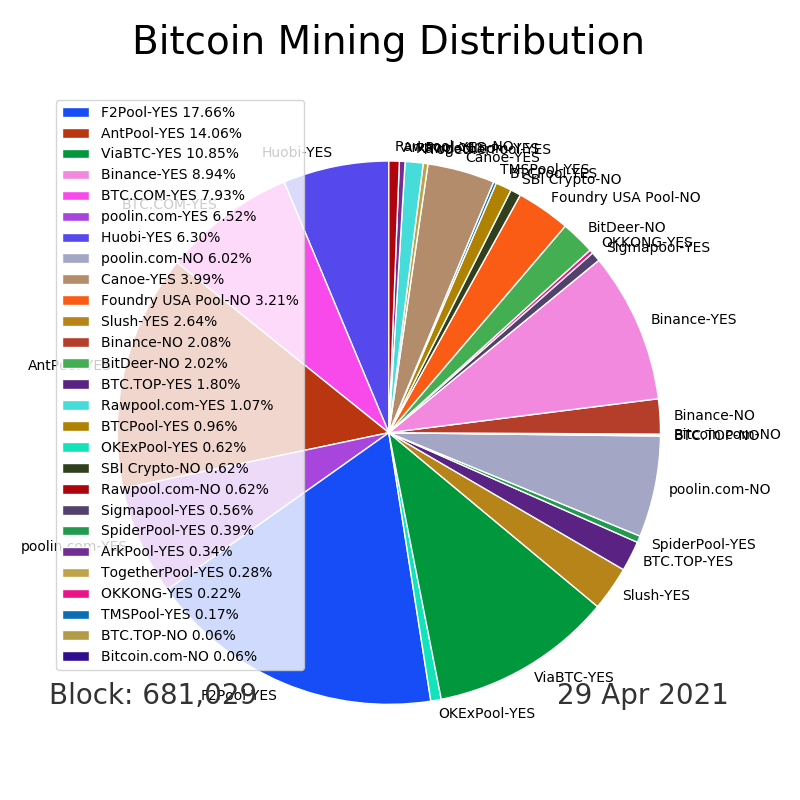 Bitcoin Mining Distribution
F2Pool-YES 17.66%
AntPool-YES 14.06%
ViaBTC-YES 10.85%
Binance-YES 8.94%
BTC.COM-YES 7.93%
poolin.com-YES 6.52%
Huobi-YES 6.30%
poolin.com-NO 6.02%
Canoe-YES 3.99%
Foundry USA Pool-NO 3.21%
Slush-YES 2.64%
Binance-NO 2.08%
BitDeer-NO 2.02%
BTC.TOP-YES 1.80%
Rawpool.com-YES 1.07%
BTCPool-YES 0.96%
OKExPool-YES 0.62%
SBI Crypto-NO 0.62%
Rawpool.com-NO 0.62%
Sigmapool-YES 0.56%
SpiderPool-YES 0.39%
ArkPool-YES 0.34%
TogetherPool-YES 0.28%
OKKONG-YES 0.22%
TMSPool-YES 0.17%
BTC.TOP-NO 0.06%
Bitcoin.com-NO 0.06%
Huobi-YES
BTC.COM-YES
poolin.com-YES
F2Pool-YES
OKExPool-YES
ViaBTC-YES
Slush-YES
BTC.TOP-YES
SpiderPool-YES
poolin.com-NO
BTC.TOP-NO
Binance-NO
Binance-YES
Sigmapool-YES
OKKONG-YES
BitDeer-NO
Foundry USA Pool-NO
SBI Crypto-NO
BTCPool-YES
TMSPool-YES
Canoe-YES
Block: 681,029
29 Apr 2021